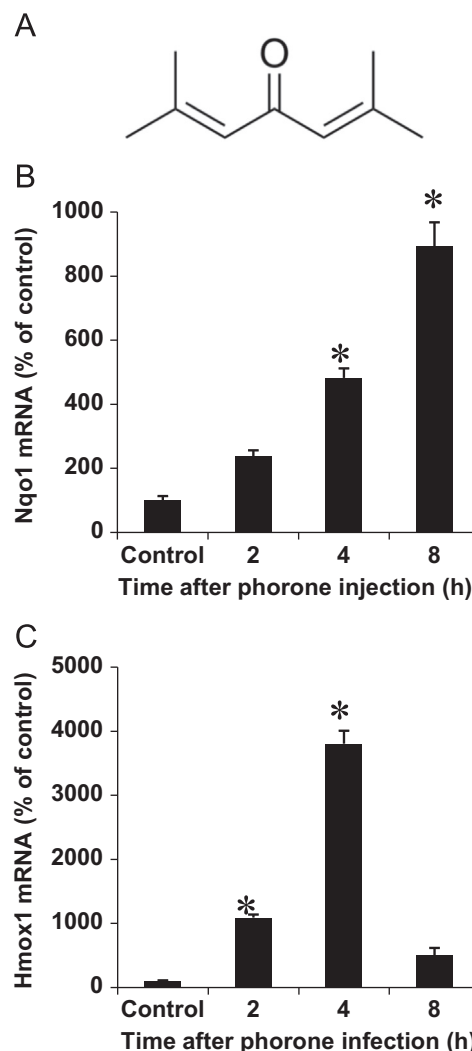 A
O
B
Nqo1 mRNA (% of control)
1000
800
600
400
200
0
* * 
Control 2 4 8
Time after phorone injection (h)
C
Hmox1 mRNA (% of control)
5000
4000
3000
2000
1000
0
* *
Control 2 4 8
Time after phorone infection (h)